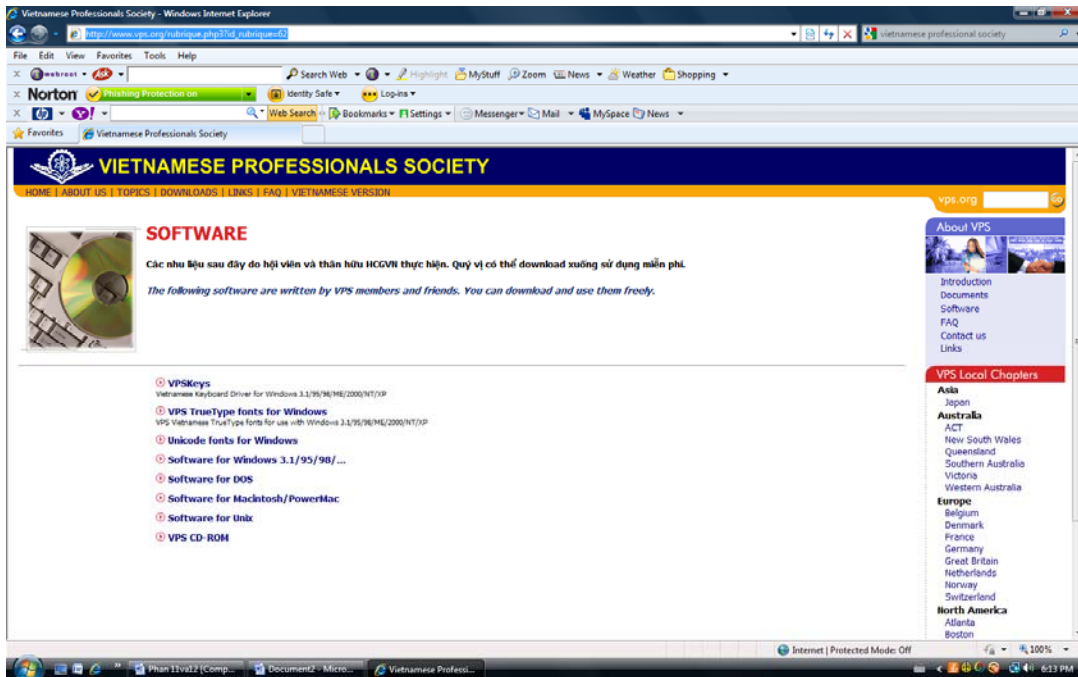 Vietnamese Professionals Society - Windows Internet Explorer
http://www.vps.org/rubrique.php3?id_rubrique=62
vietnamese professional society
File Edit View Favorites Tools Help
webroot ask Search Web Highlight MyStuff Zoom News Weather Shopping
Norton Phishing Protection on Identity Safe Log-ins
Y! Web Search Bookmarks Settings Messenger Mail MySpace News
Favorites Vietnamese Professionals Society
VIETNAMESE PROFESSIONALS SOCIETY
HOME | ABOUT US | TOPICS | DOWNLOADS | LINKS | FAQ | VIETNAMESE VERSION
vps.org GO
SOFTWARE
Các nhu liệu sau đây do hội viên và thân hữu HCGVN thực hiện. Quý vị có thể download xuống sử dụng miễn phí.
The following software are written by VPS members and friends. You can download and use them freely.
VPSKeys
Vietnamese Keyboard Driver for Windows 3.1/95/98/ME/2000/NT/XP
VPS TrueType fonts for Windows
VPS Vietnamese TrueType fonts for use with Windows 3.1/95/98/ME/2000/NT/XP
Unicode fonts for Windows
Software for Windows 3.1/95/98/...
Software for DOS
Software for Macintosh/PowerMac
Software for Unix
VPS CD-ROM
About VPS
Introduction
Documents
Software
FAQ
Contact us
Links
VPS Local Chapters
Asia
Japan
Australia
ACT
New South Wales
Queensland
Southern Australia
Victoria
Western Australia
Europe
Belgium
Denmark
France
Germany
Great Britain
Netherlands
Norway
Switzerland
North America
Atlanta
Boston
Internet | Protected Mode: Off 100%
Phan 11va12 [Comp... Document2 - Micro... Vietnamese Professi... 6:13 PM